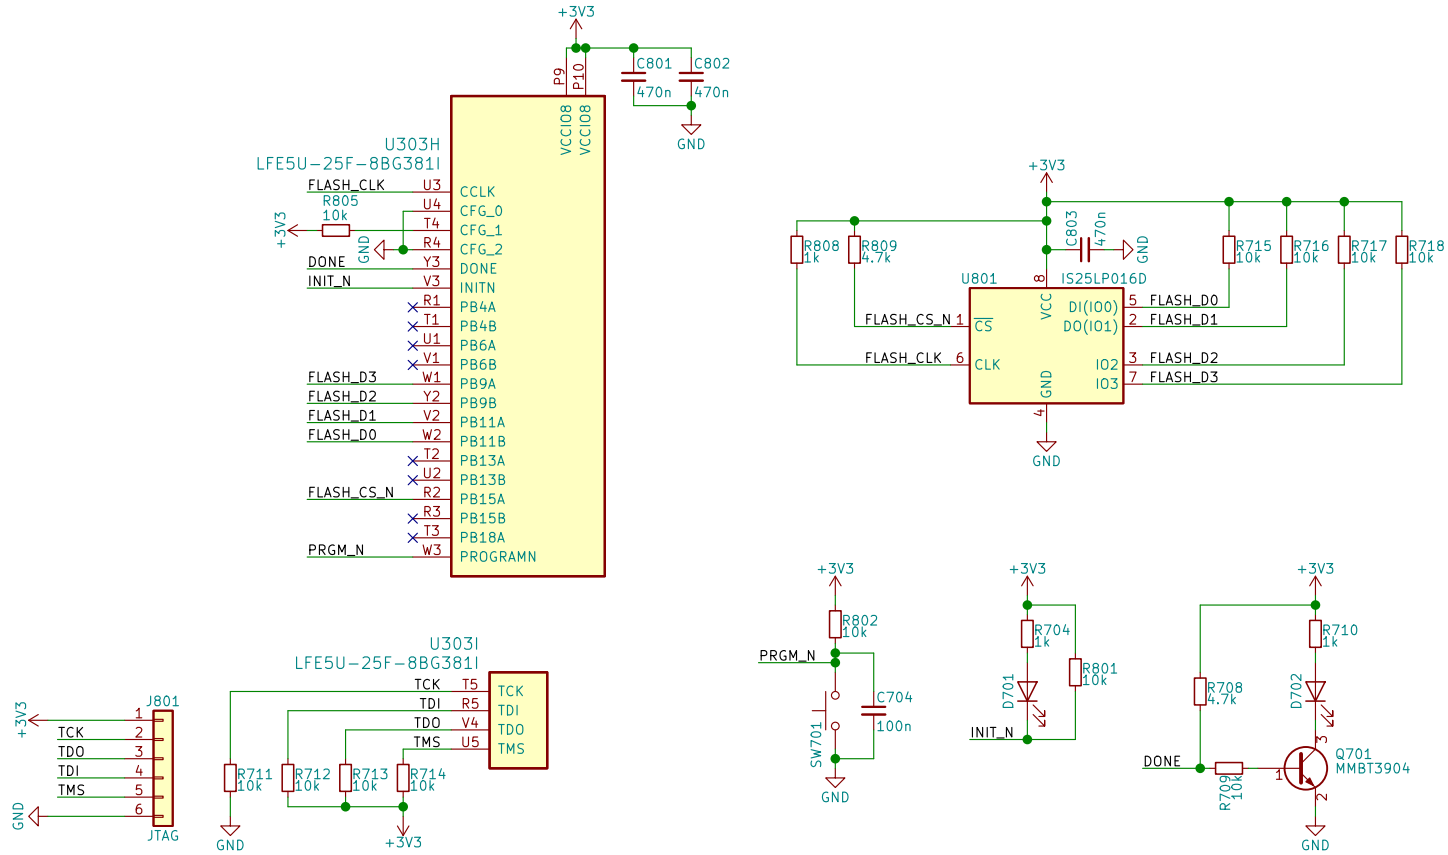 +3V3
C801
470n
C802
470n
GND
P9
P10
VCCIO8
VCCIO8
U303H
LFE5U-25F-8BG381I
FLASH_CLK U3 CCLK
R805
10k
+3V3
U4 CFG_0
T4 CFG_1
GND
R4 CFG_2
DONE Y3 DONE
INIT_N V3 INITN
R1 PB4A
T1 PB4B
U1 PB6A
V1 PB6B
FLASH_D3 W1 PB9A
FLASH_D2 Y2 PB9B
FLASH_D1 V2 PB11A
FLASH_D0 W2 PB11B
T2 PB13A
U2 PB13B
FLASH_CS_N R2 PB15A
R3 PB15B
T3 PB18A
PRGM_N W3 PROGRAMN
+3V3
R808
1k
R809
4.7k
C803
470n
GND
R715
10k
R716
10k
R717
10k
R718
10k
U801
IS25LP016D
8
VCC
FLASH_CS_N 1 CS
FLASH_CLK 6 CLK
DI(IO0) 5 FLASH_D0
DO(IO1) 2 FLASH_D1
IO2 3 FLASH_D2
IO3 7 FLASH_D3
GND
4
GND
U303I
LFE5U-25F-8BG381I
TCK T5 TCK
TDI R5 TDI
TDO V4 TDO
TMS U5 TMS
R711
10k
R712
10k
R713
10k
R714
10k
GND
+3V3
J801
+3V3
1
TCK 2
TDO 3
TDI 4
TMS 5
GND
6
JTAG
+3V3
R802
10k
PRGM_N
SW701
C704
100n
GND
+3V3
R704
1k
D701
R801
10k
INIT_N
+3V3
R710
1k
R708
4.7k
D702
DONE
R709
10k
1
3
2
Q701
MMBT3904
GND